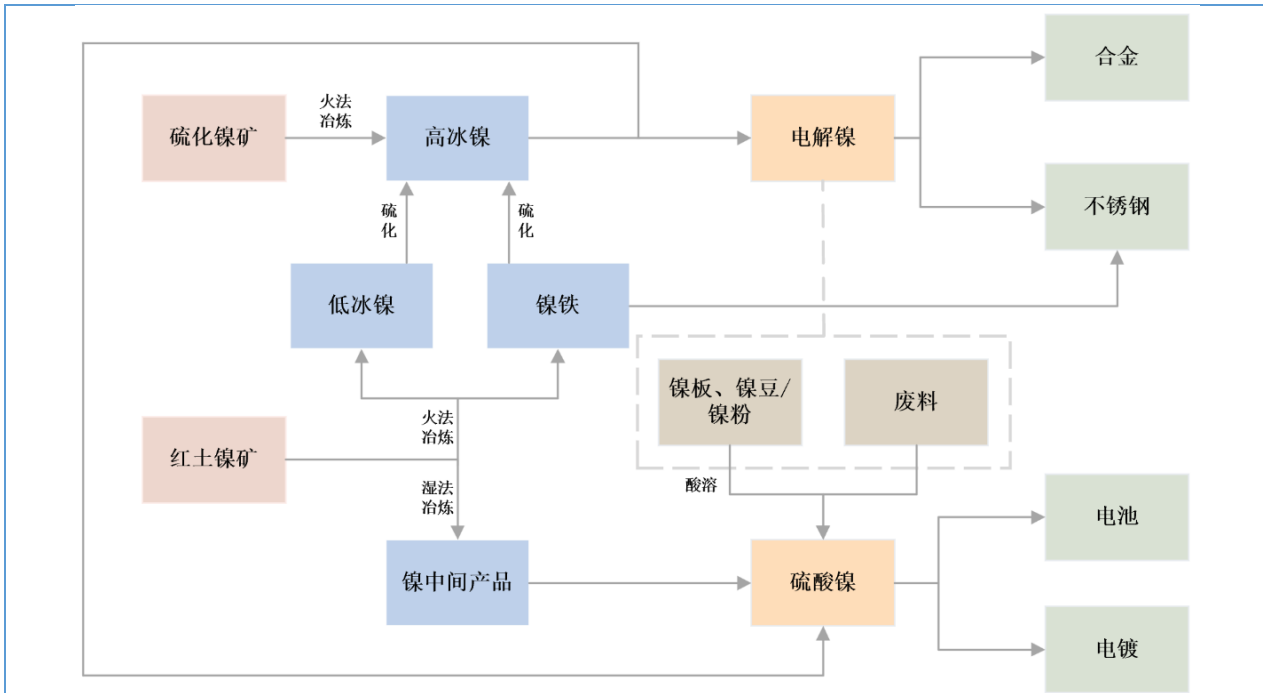 合金
火法
冶炼
硫化镍矿
高冰镍
电解镍
不锈钢
硫
化
硫
化
低冰镍
镍铁
镍板、镍豆/
镍粉
废料
火法
冶炼
红土镍矿
湿法
冶炼
酸溶
电池
镍中间产品
硫酸镍
电镀